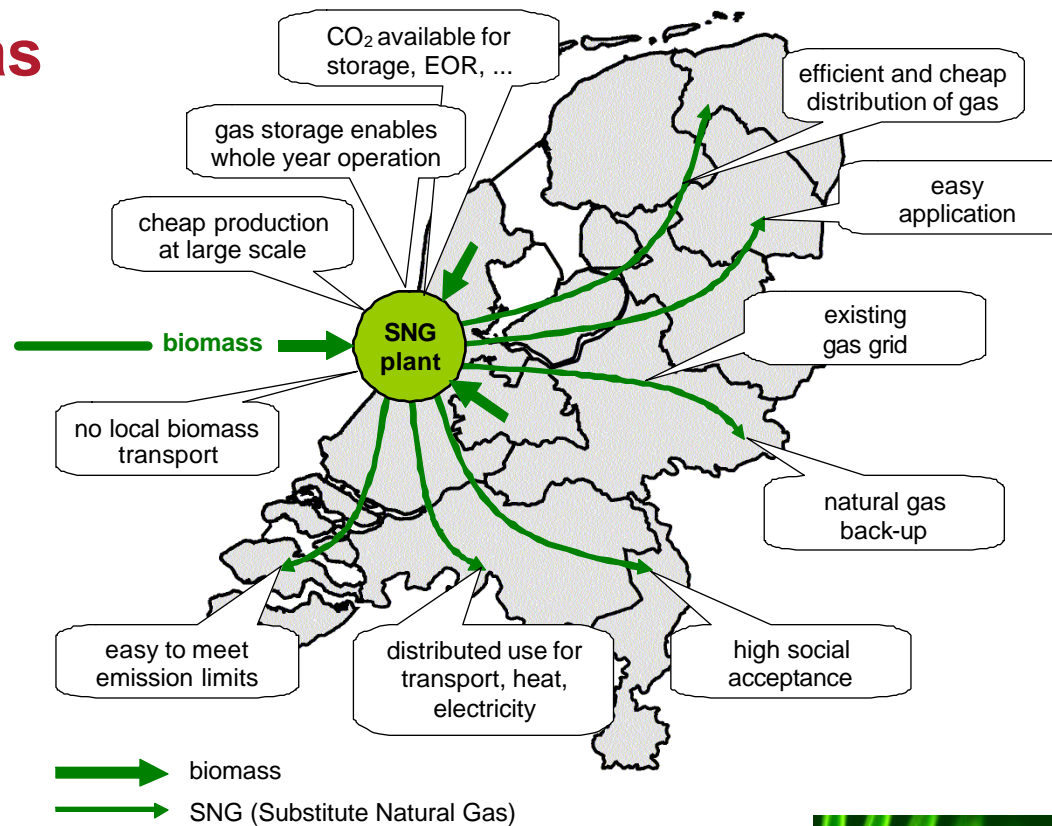 as
CO₂ available for
storage, EOR, ...
efficient and cheap
distribution of gas
gas storage enables
whole year operation
easy
application
cheap production
at large scale
SNG
plant
biomass
existing
gas grid
no local biomass
transport
natural gas
back-up
easy to meet
emission limits
distributed use for
transport, heat,
electricity
high social
acceptance
biomass
SNG (Substitute Natural Gas)